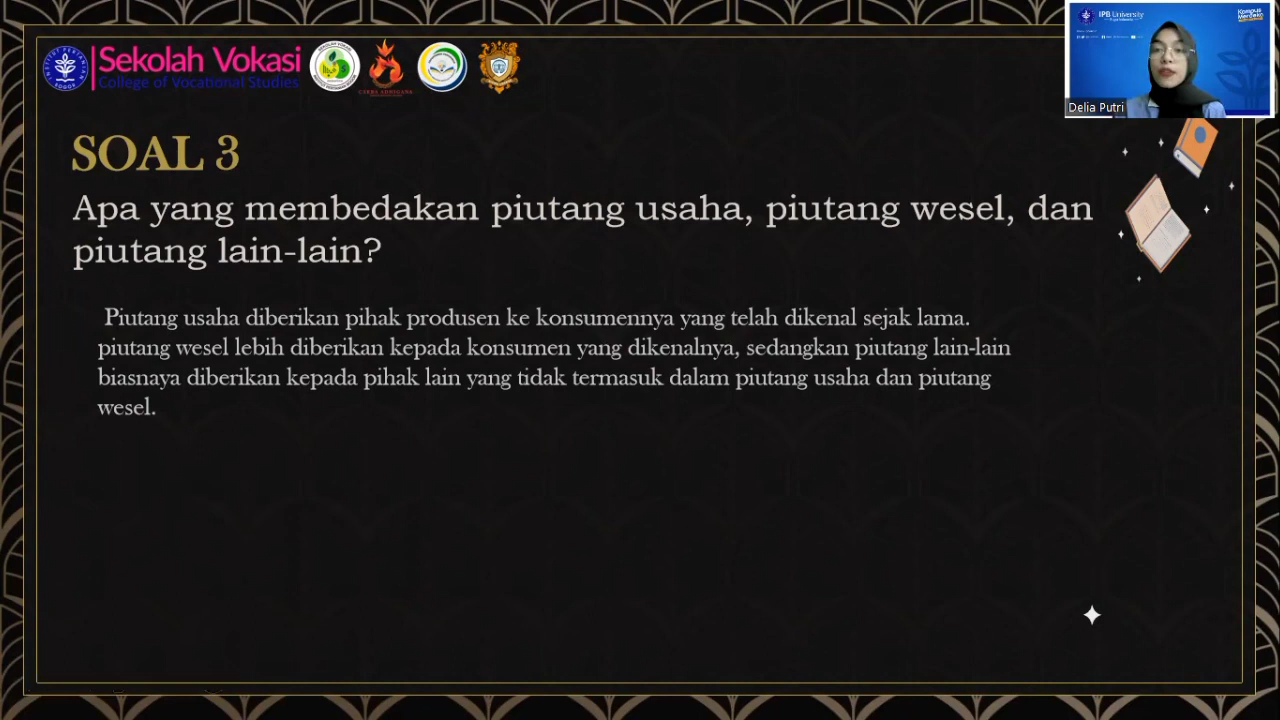 Sekolah Vokasi
College of Vocational Studies
IPB University
Delia Putri
SOAL 3
Apa yang membedakan piutang usaha, piutang wesel, dan
piutang lain-lain?
Piutang usaha diberikan pihak produsen ke konsumennya yang telah dikenal sejak lama.
piutang wesel lebih diberikan kepada konsumen yang dikenalnya, sedangkan piutang lain-lain
biasnaya diberikan kepada pihak lain yang tidak termasuk dalam piutang usaha dan piutang
wesel.